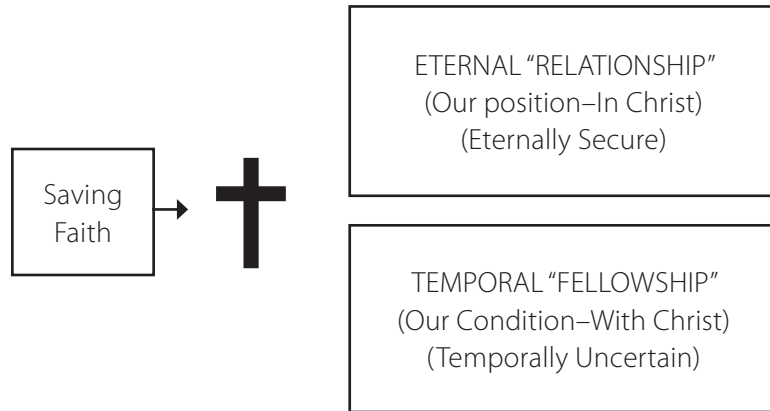 Saving
Faith
ETERNAL “RELATIONSHIP”
(Our position–In Christ)
(Eternally Secure)
TEMPORAL “FELLOWSHIP”
(Our Condition–With Christ)
(Temporally Uncertain)